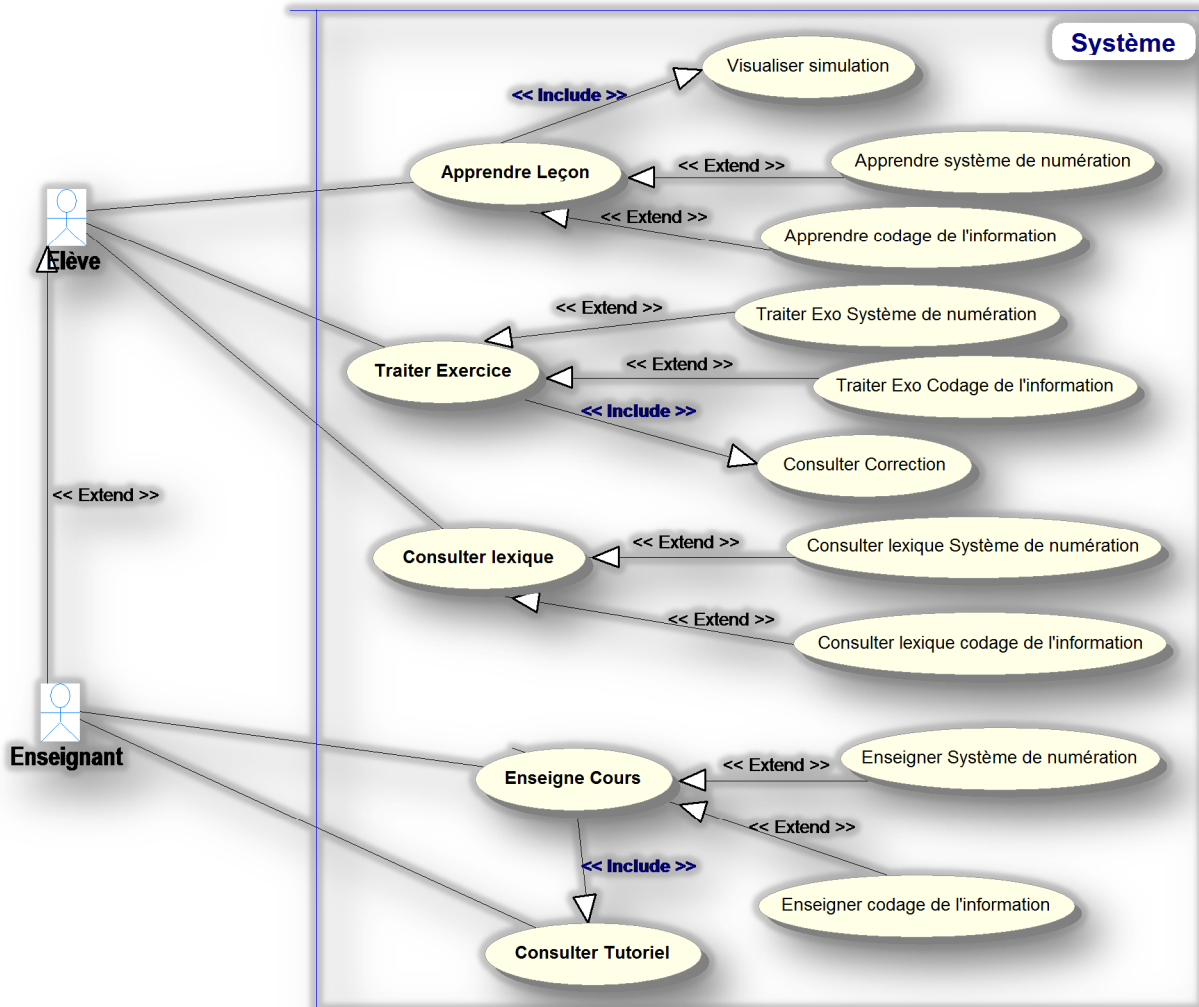 Système
Visualiser simulation
<< Include >>
Apprendre Leçon
<< Extend >>
Apprendre système de numération
<< Extend >>
Apprendre codage de l'information
Elève
<< Extend >>
Traiter Exo Système de numération
Traiter Exercice
<< Extend >>
Traiter Exo Codage de l'information
<< Include >>
Consulter Correction
<< Extend >>
Consulter lexique
<< Extend >>
Consulter lexique Système de numération
<< Extend >>
Consulter lexique codage de l'information
Enseignant
Enseigne Cours
<< Extend >>
Enseigner Système de numération
<< Extend >>
<< Include >>
Enseigner codage de l'information
Consulter Tutoriel